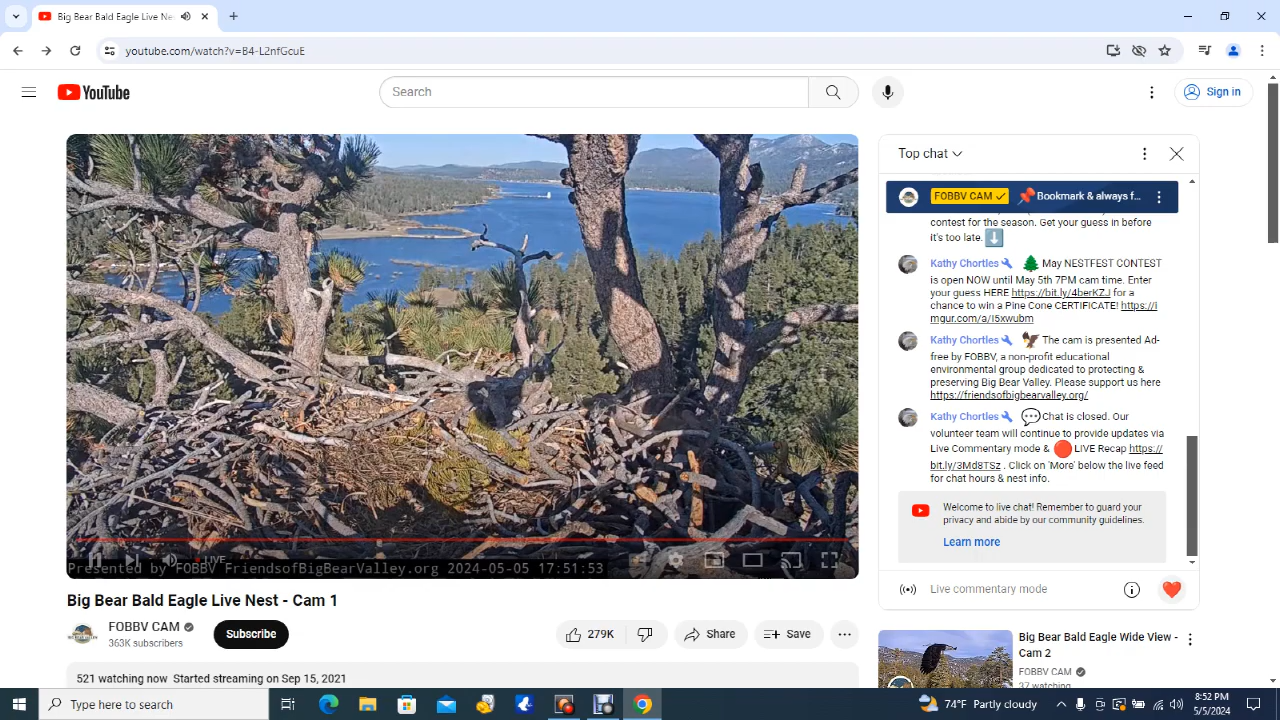 Big Bear Bald Eagle Live Ne
youtube.com/watch?v=B4-L2nfGcuE
YouTube
Search
Sign in
Top chat
FOBBV CAM
Bookmark & always f...
contest for the season. Get your guess in before
it's too late.
Kathy Chortles May NESTFEST CONTEST
is open NOW until May 5th 7PM cam time. Enter
your guess HERE https://bit.ly/4berKZJ for a
chance to win a Pine Cone CERTIFICATE! https://i
mgur.com/a/I5xwubm
Kathy Chortles The cam is presented Ad-
free by FOBBV, a non-profit educational
environmental group dedicated to protecting &
preserving Big Bear Valley. Please support us here
https://friendsofbigbearvalley.org/
Kathy Chortles Chat is closed. Our
volunteer team will continue to provide updates via
Live Commentary mode & LIVE Recap https://
bit.ly/3Md8TSz . Click on 'More' below the live feed
for chat hours & nest info.
Welcome to live chat! Remember to guard your
privacy and abide by our community guidelines.
Learn more
Live commentary mode
LIVE
Presented by FOBBV FriendsofBigBearValley.org 2024-05-05 17:51:53
Big Bear Bald Eagle Live Nest - Cam 1
FOBBV CAM
363K subscribers
Subscribe
279K
Share
Save
521 watching now Started streaming on Sep 15, 2021
Big Bear Bald Eagle Wide View -
Cam 2
FOBBV CAM
37 watching
Type here to search
74°F Partly cloudy
8:52 PM
5/5/2024